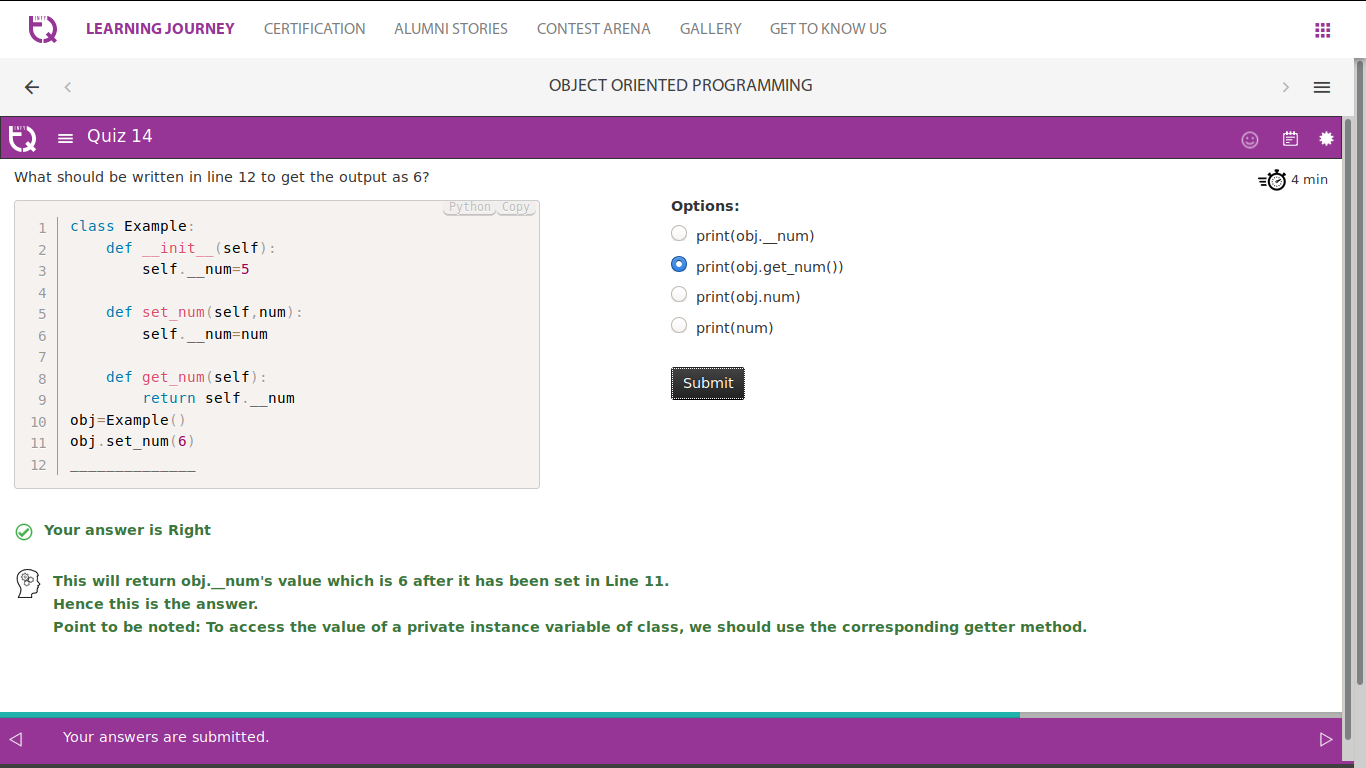 LEARNING JOURNEY CERTIFICATION ALUMNI STORIES CONTEST ARENA GALLERY GET TO KNOW US
OBJECT ORIENTED PROGRAMMING
Quiz 14
What should be written in line 12 to get the output as 6?
4 min
Python Copy
1 class Example:
2     def __init__(self):
3         self.__num=5
4
5     def set_num(self,num):
6         self.__num=num
7
8     def get_num(self):
9         return self.__num
10 obj=Example()
11 obj.set_num(6)
12 ______________
Options:
print(obj.__num)
print(obj.get_num())
print(obj.num)
print(num)
Submit
Your answer is Right
This will return obj.__num's value which is 6 after it has been set in Line 11.
Hence this is the answer.
Point to be noted: To access the value of a private instance variable of class, we should use the corresponding getter method.
Your answers are submitted.